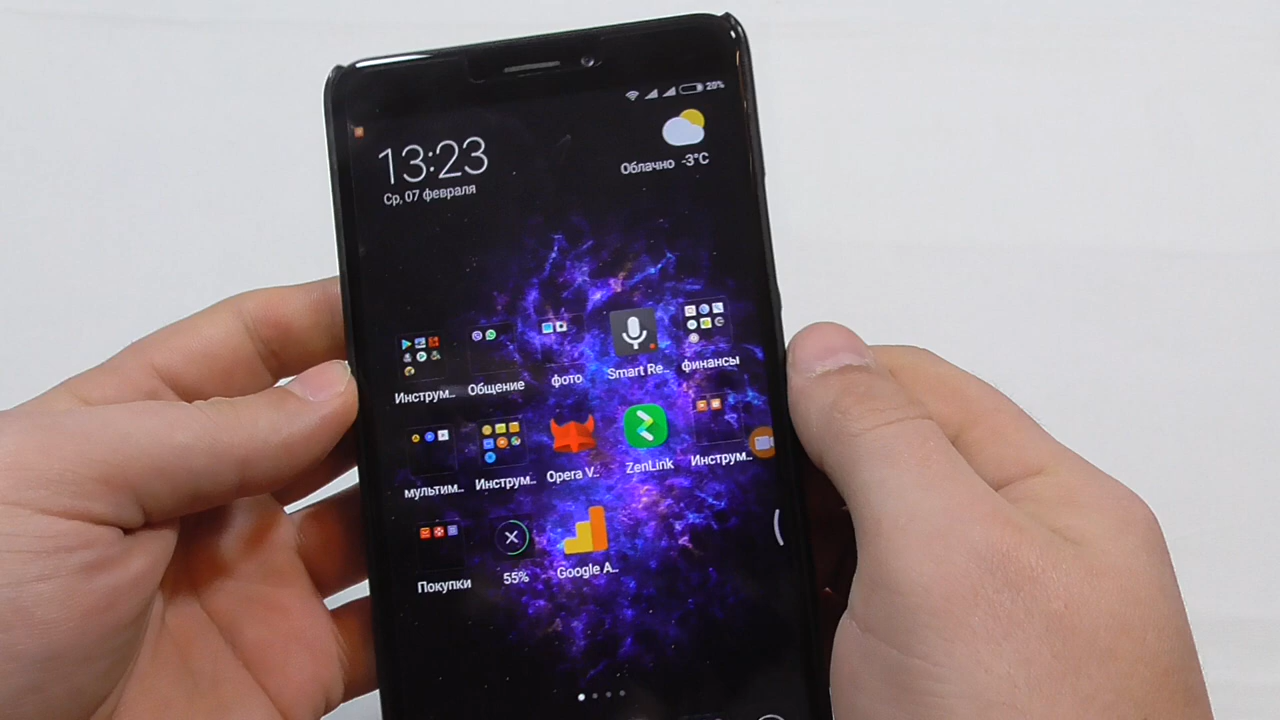 20%
13:23
Ср, 07 февраля
Облачно -3°C
Инструм..
Общение
фото
Smart Re..
финансы
мультим..
Инструм..
Opera V..
ZenLink
Инструм..
Покупки
55%
Google A..